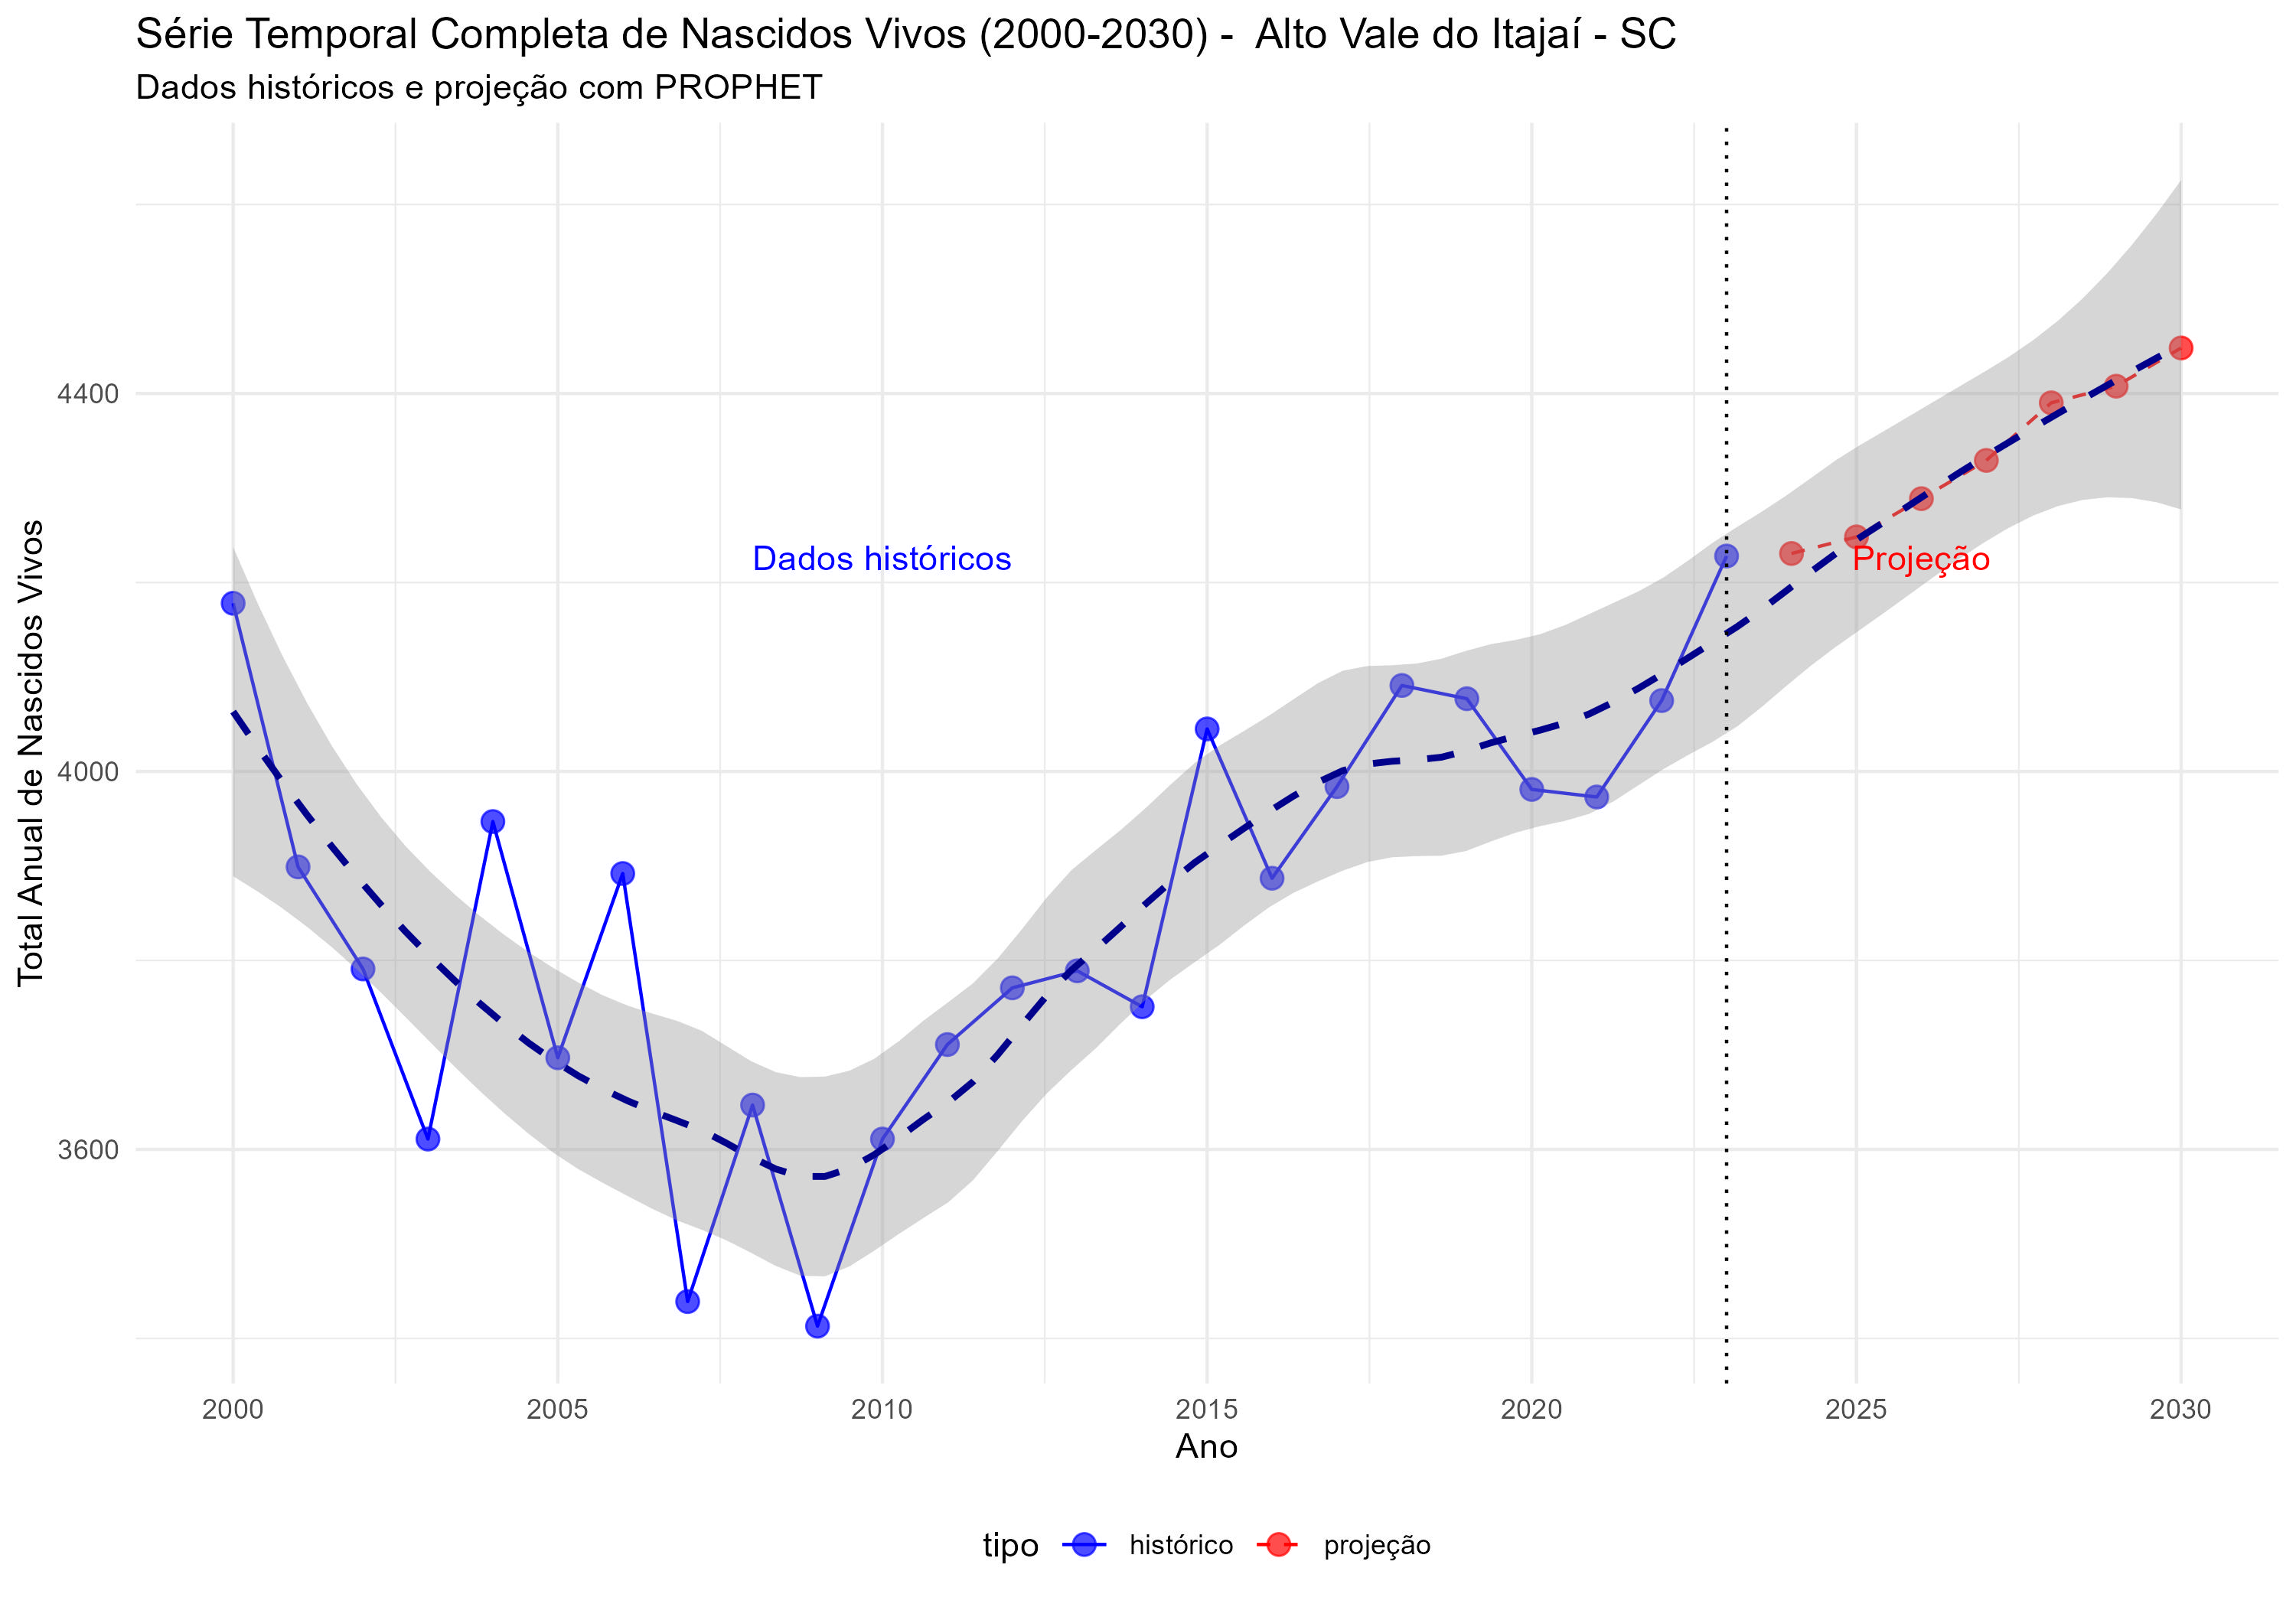 Série Temporal Completa de Nascidos Vivos (2000-2030) -  Alto Vale do Itajaí - SC
Dados históricos e projeção com PROPHET
Total Anual de Nascidos Vivos
4400
4000
3600
Dados históricos
Projeção
2000
2005
2010
2015
2020
2025
2030
Ano
tipo
histórico
projeção